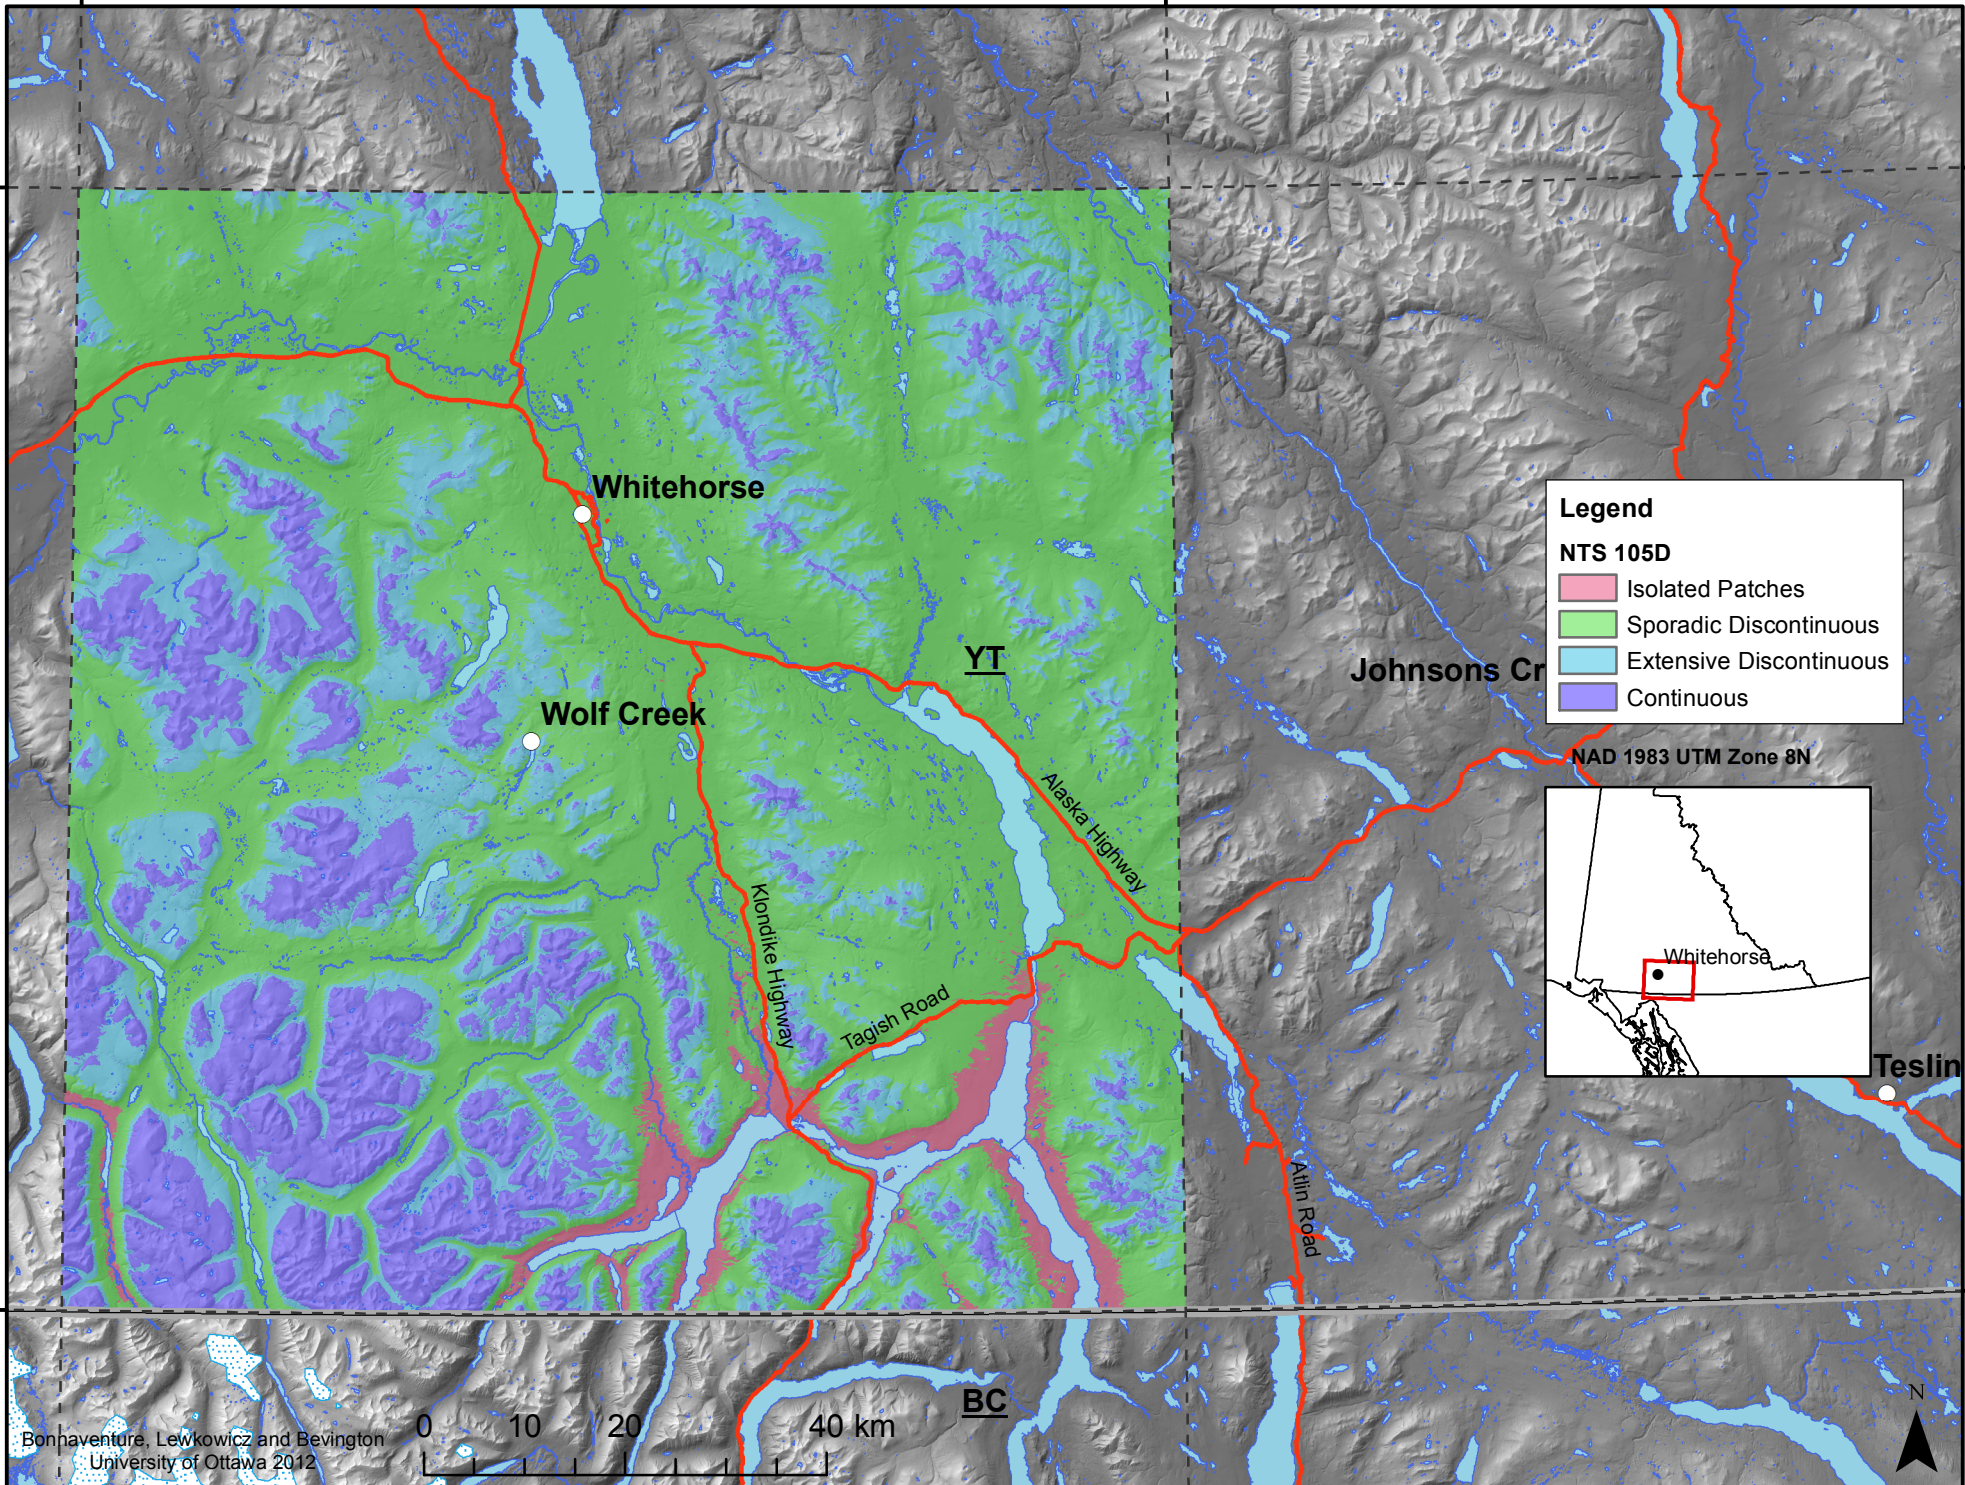 Whitehorse
Legend
NTS 105D
Isolated Patches
Sporadic Discontinuous
Extensive Discontinuous
Continuous
YT
Johnsons Cr
Wolf Creek
NAD 1983 UTM Zone 8N
Alaska Highway
Klondike Highway
Whitehorse
Tagish Road
Teslin
Atlin Road
N
BC
0 10 20 40 km
Bonnaventure, Lewkowicz and Bevington
University of Ottawa 2012